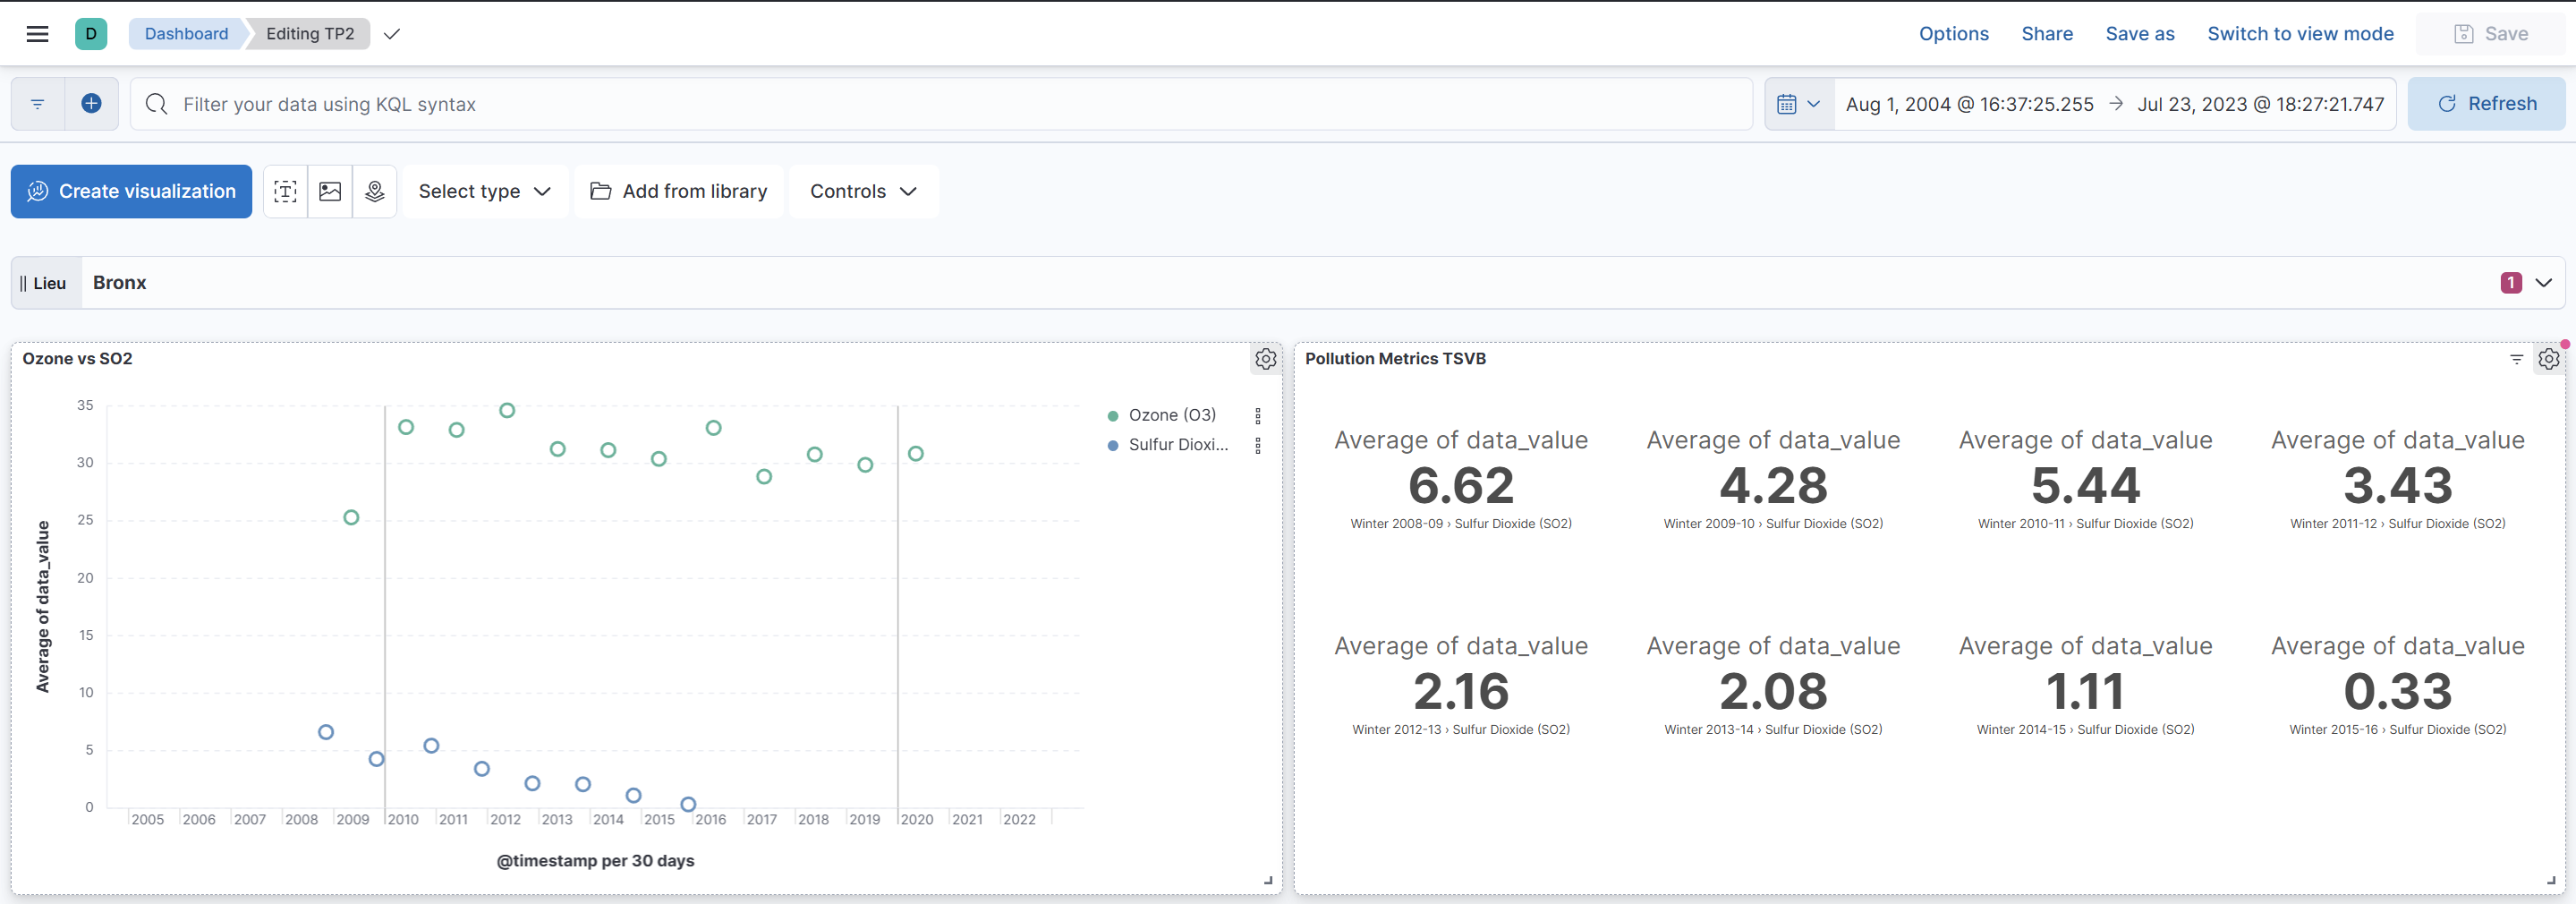 D Dashboard Editing TP2 Options Share Save as Switch to view mode Save
Filter your data using KQL syntax Aug 1, 2004 @ 16:37:25.255 → Jul 23, 2023 @ 18:27:21.747 Refresh
Create visualization Select type Add from library Controls
Lieu Bronx 1
Ozone vs SO2
35
30
25
20
15
10
5
0
Average of data_value
2005 2006 2007 2008 2009 2010 2011 2012 2013 2014 2015 2016 2017 2018 2019 2020 2021 2022
@timestamp per 30 days
Ozone (O3)
Sulfur Dioxi...
Pollution Metrics TSVB
Average of data_value Average of data_value Average of data_value Average of data_value
6.62 4.28 5.44 3.43
Winter 2008-09 › Sulfur Dioxide (SO2) Winter 2009-10 › Sulfur Dioxide (SO2) Winter 2010-11 › Sulfur Dioxide (SO2) Winter 2011-12 › Sulfur Dioxide (SO2)
Average of data_value Average of data_value Average of data_value Average of data_value
2.16 2.08 1.11 0.33
Winter 2012-13 › Sulfur Dioxide (SO2) Winter 2013-14 › Sulfur Dioxide (SO2) Winter 2014-15 › Sulfur Dioxide (SO2) Winter 2015-16 › Sulfur Dioxide (SO2)